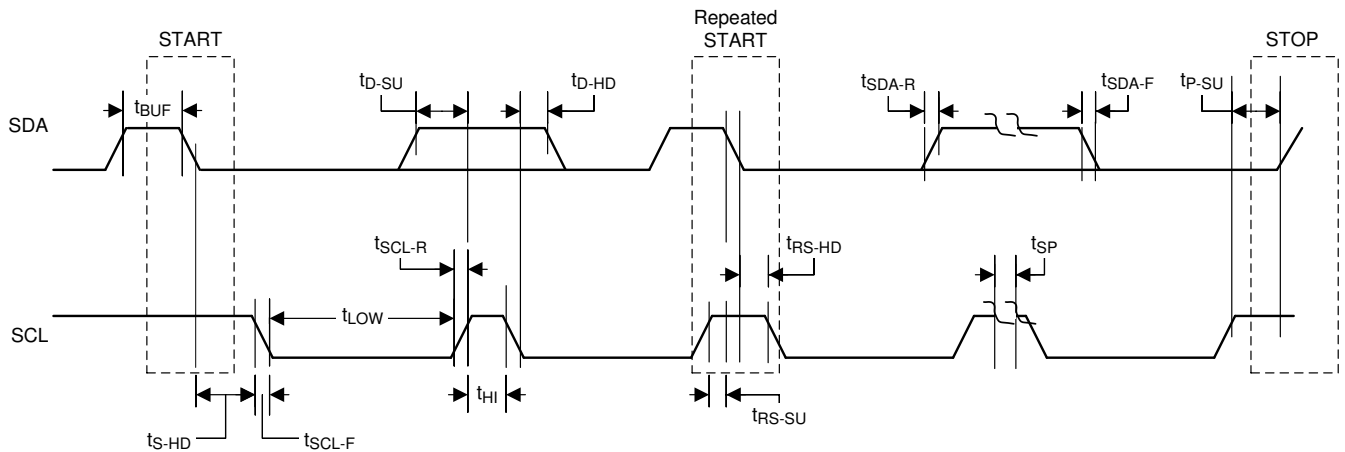 START
Repeated
START
STOP
tBUF
tD-SU
tD-HD
tSDA-R
tSDA-F
tP-SU
SDA
tSCL-R
tRS-HD
tSP
tLOW
SCL
tHI
tRS-SU
tS-HD
tSCL-F